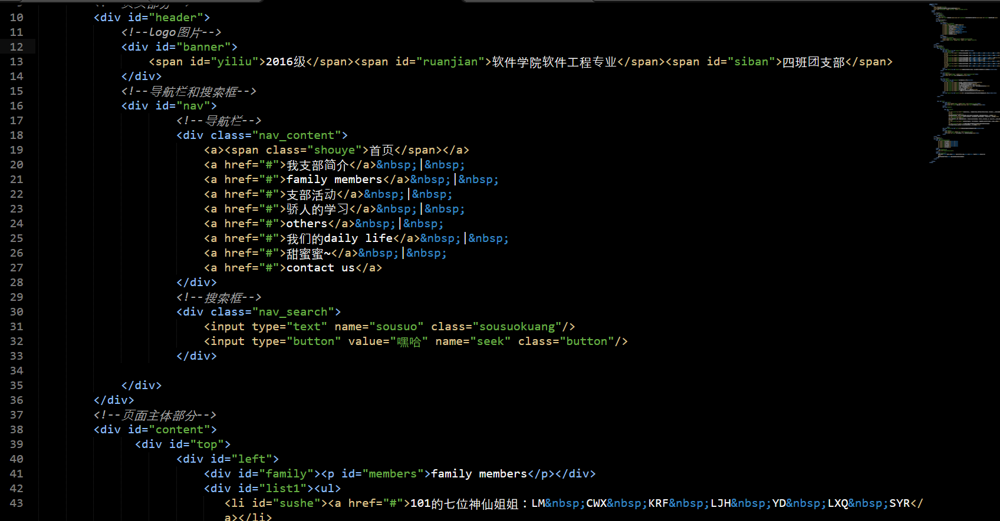 10 <div id="header">
11 <!--Logo图片-->
12 <div id="banner">
13 <span id="yiliu">2016级</span><span id="ruanjian">软件学院软件工程专业</span><span id="siban">四班团支部</span>
14 </div>
15 <!--导航栏和搜索框-->
16 <div id="nav">
17 <!--导航栏-->
18 <div class="nav_content">
19 <a><span class="shouye">首页</span></a>
20 <a href="#">我支部简介</a>&nbsp;|&nbsp;
21 <a href="#">family members</a>&nbsp;|&nbsp;
22 <a href="#">支部活动</a>&nbsp;|&nbsp;
23 <a href="#">骄人的学习</a>&nbsp;|&nbsp;
24 <a href="#">others</a>&nbsp;|&nbsp;
25 <a href="#">我们的daily life</a>&nbsp;|&nbsp;
26 <a href="#">甜蜜蜜~</a>&nbsp;|&nbsp;
27 <a href="#">contact us</a>
28 </div>
29 <!--搜索框-->
30 <div class="nav_search">
31 <input type="text" name="sousuo" class="sousuokuang"/>
32 <input type="button" value="嘿哈" name="seek" class="button"/>
33 </div>
34
35 </div>
36 </div>
37 <!--页面主体部分-->
38 <div id="content">
39 <div id="top">
40 <div id="left">
41 <div id="family"><p id="members">family members</p></div>
42 <div id="list1"><ul>
43 <li id="sushe"><a href="#">101的七位神仙姐姐：LM&nbsp;CWX&nbsp;KRF&nbsp;LJH&nbsp;YD&nbsp;LXQ&nbsp;SYR</
a></li>